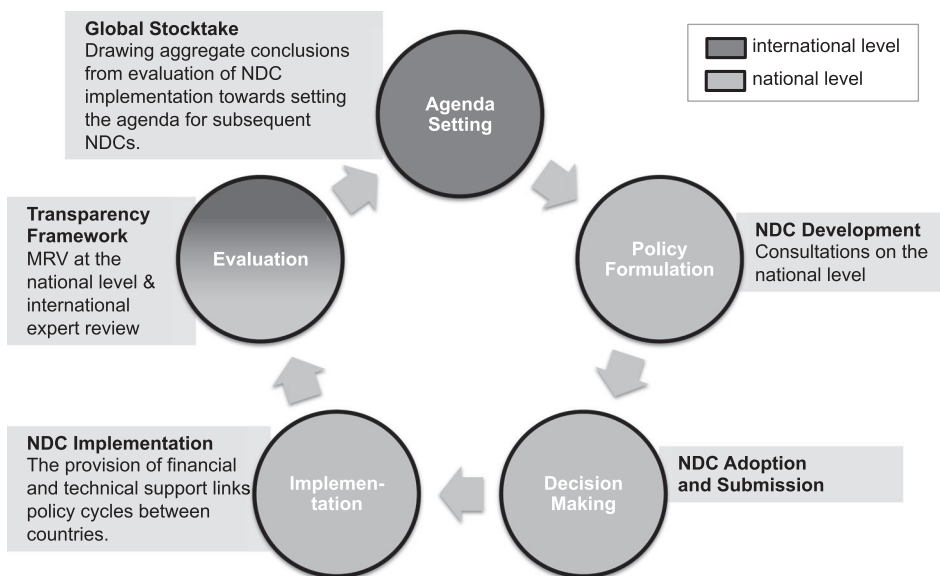 Global Stocktake
Drawing aggregate conclusions
from evaluation of NDC
implementation towards setting
the agenda for subsequent
NDCs.
Agenda
Setting
international level
national level
Transparency
Framework
MRV at the
national level &
international
expert review
Evaluation
Policy
Formulation
NDC Development
Consultations on the
national level
NDC Implementation
The provision of financial
and technical support links
policy cycles between
countries.
Implemen-
tation
Decision
Making
NDC Adoption
and Submission